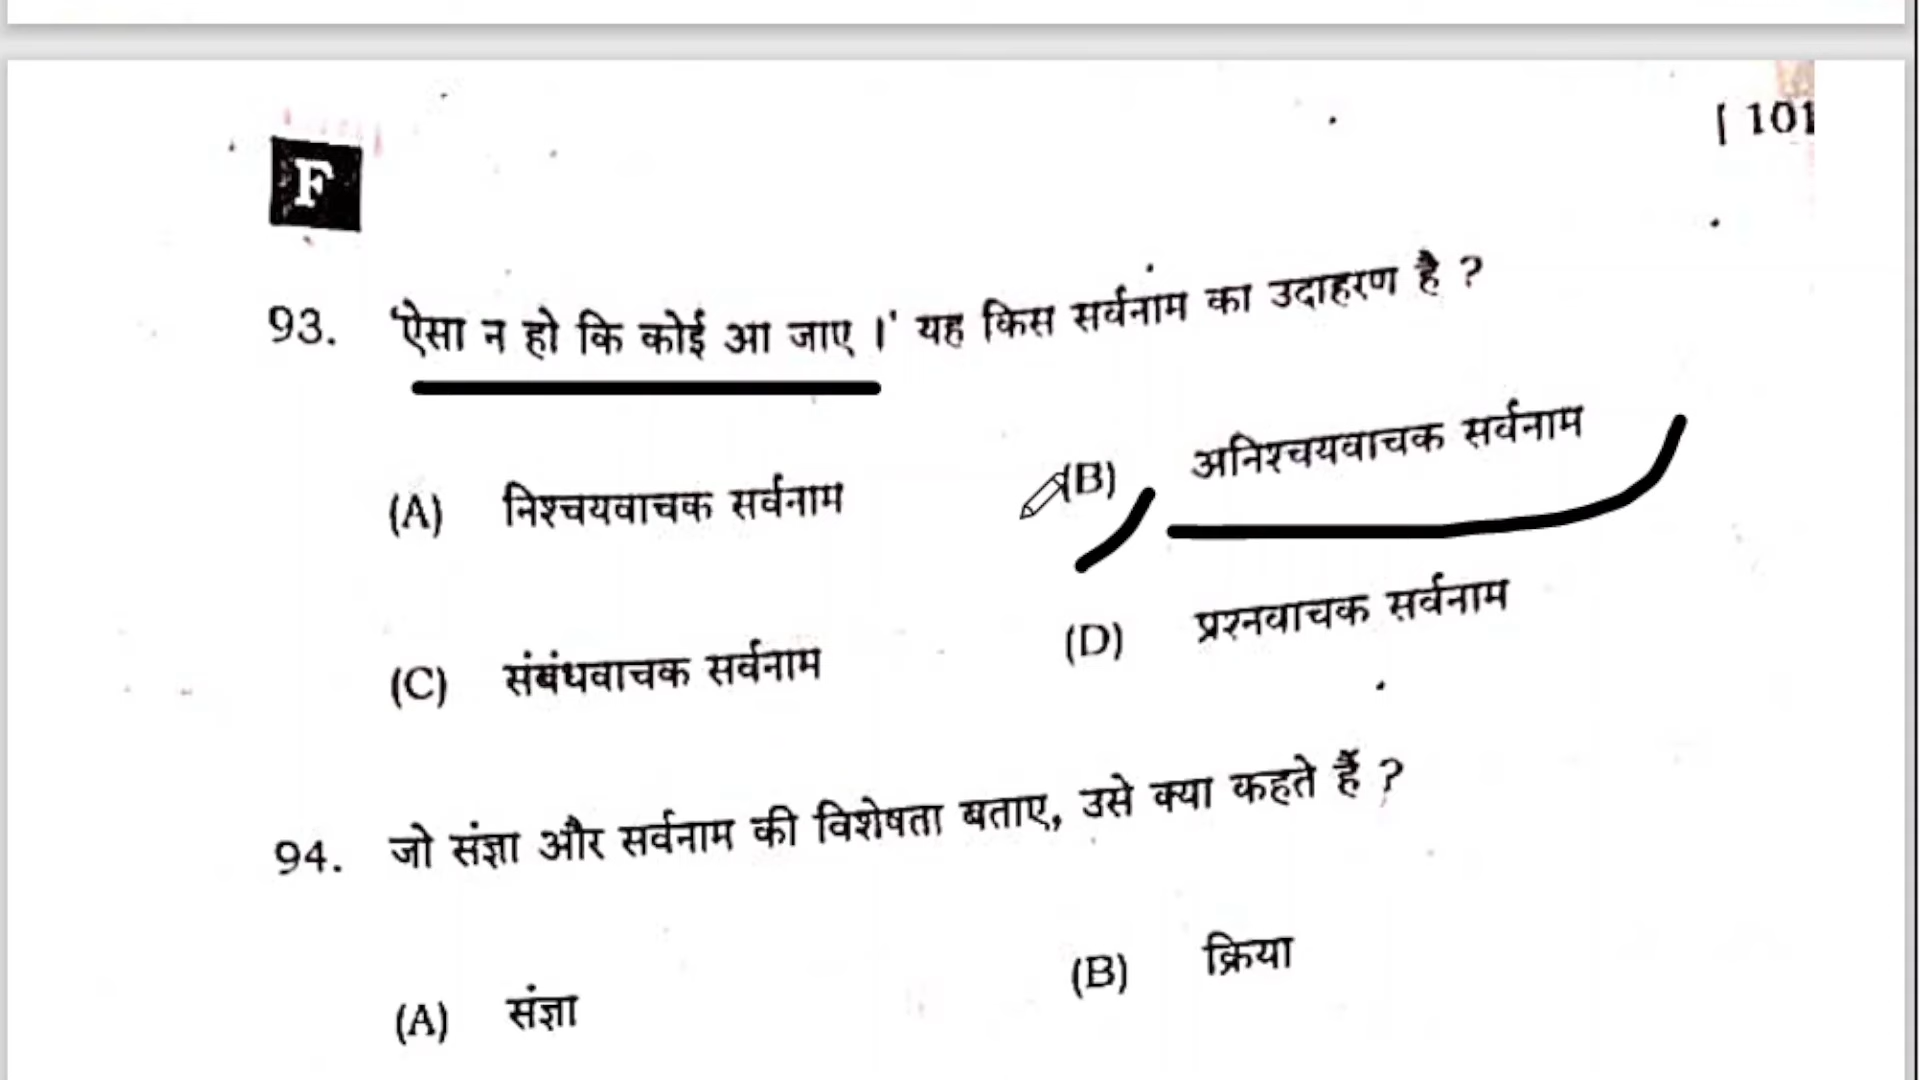 [ 101
F
93. 'ऐसा न हो कि कोई आ जाए ।' यह किस सर्वनाम का उदाहरण है ?
(A) निश्चयवाचक सर्वनाम (B) अनिश्चयवाचक सर्वनाम
(C) संबंधवाचक सर्वनाम (D) प्रश्नवाचक सर्वनाम
94. जो संज्ञा और सर्वनाम की विशेषता बताए, उसे क्या कहते हैं ?
(A) संज्ञा (B) क्रिया